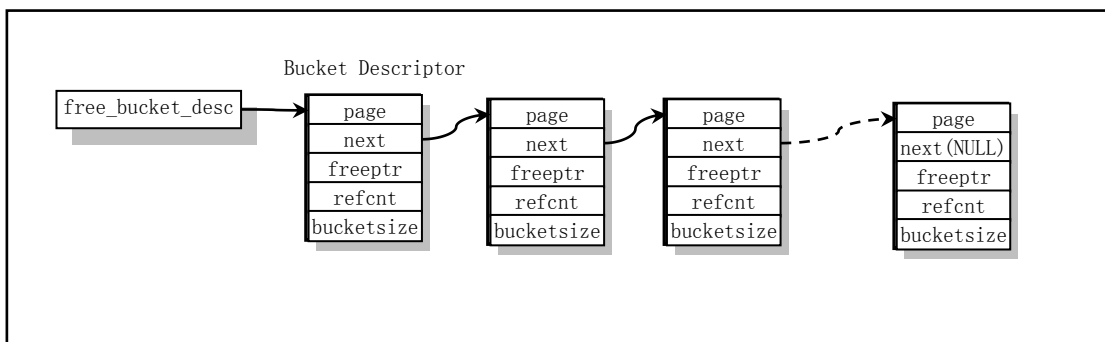 Bucket Descriptor
free_bucket_desc
page
next
freeptr
refcnt
bucketsize
page
next
freeptr
refcnt
bucketsize
page
next
freeptr
refcnt
bucketsize
page
next(NULL)
freeptr
refcnt
bucketsize